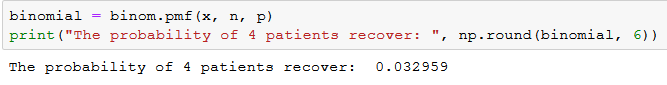 binomial = binom.pmf(x, n, p)
print("The probability of 4 patients recover: ", np.round(binomial, 6))
The probability of 4 patients recover:  0.032959